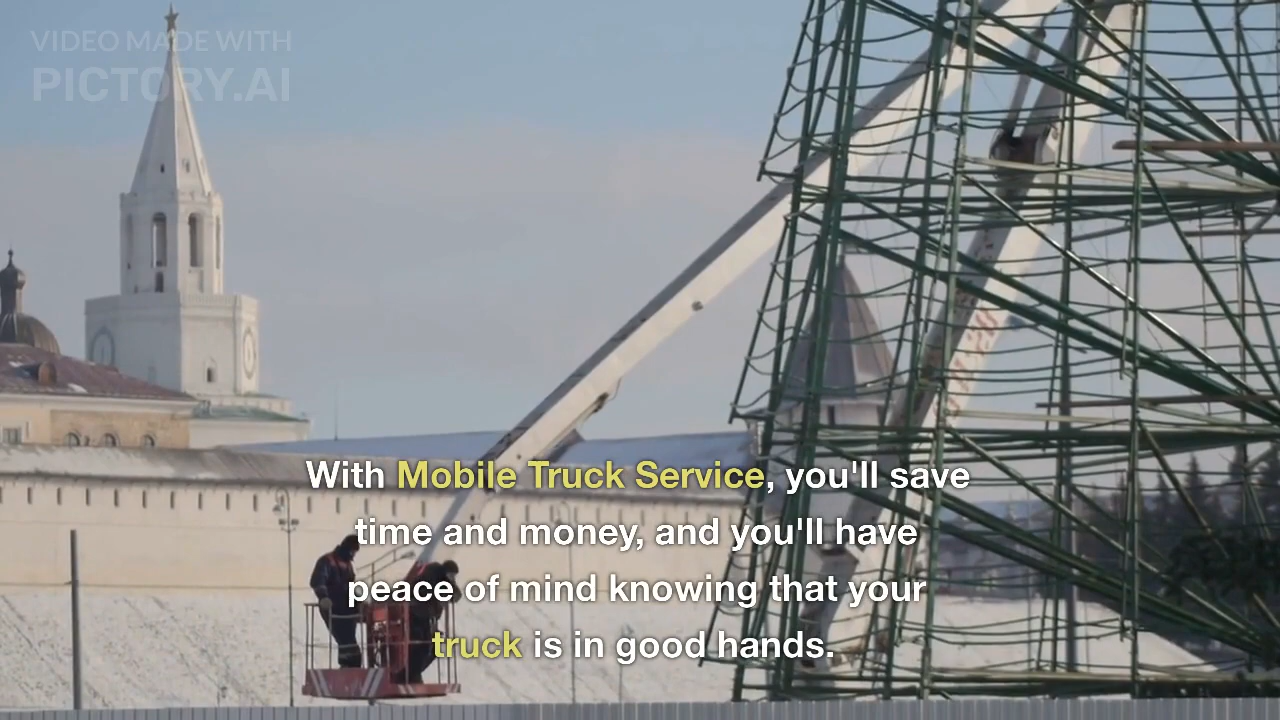 VIDEO MADE WITH
PICTORY.AI
With Mobile Truck Service, you'll save
time and money, and you'll have
peace of mind knowing that your
truck is in good hands.